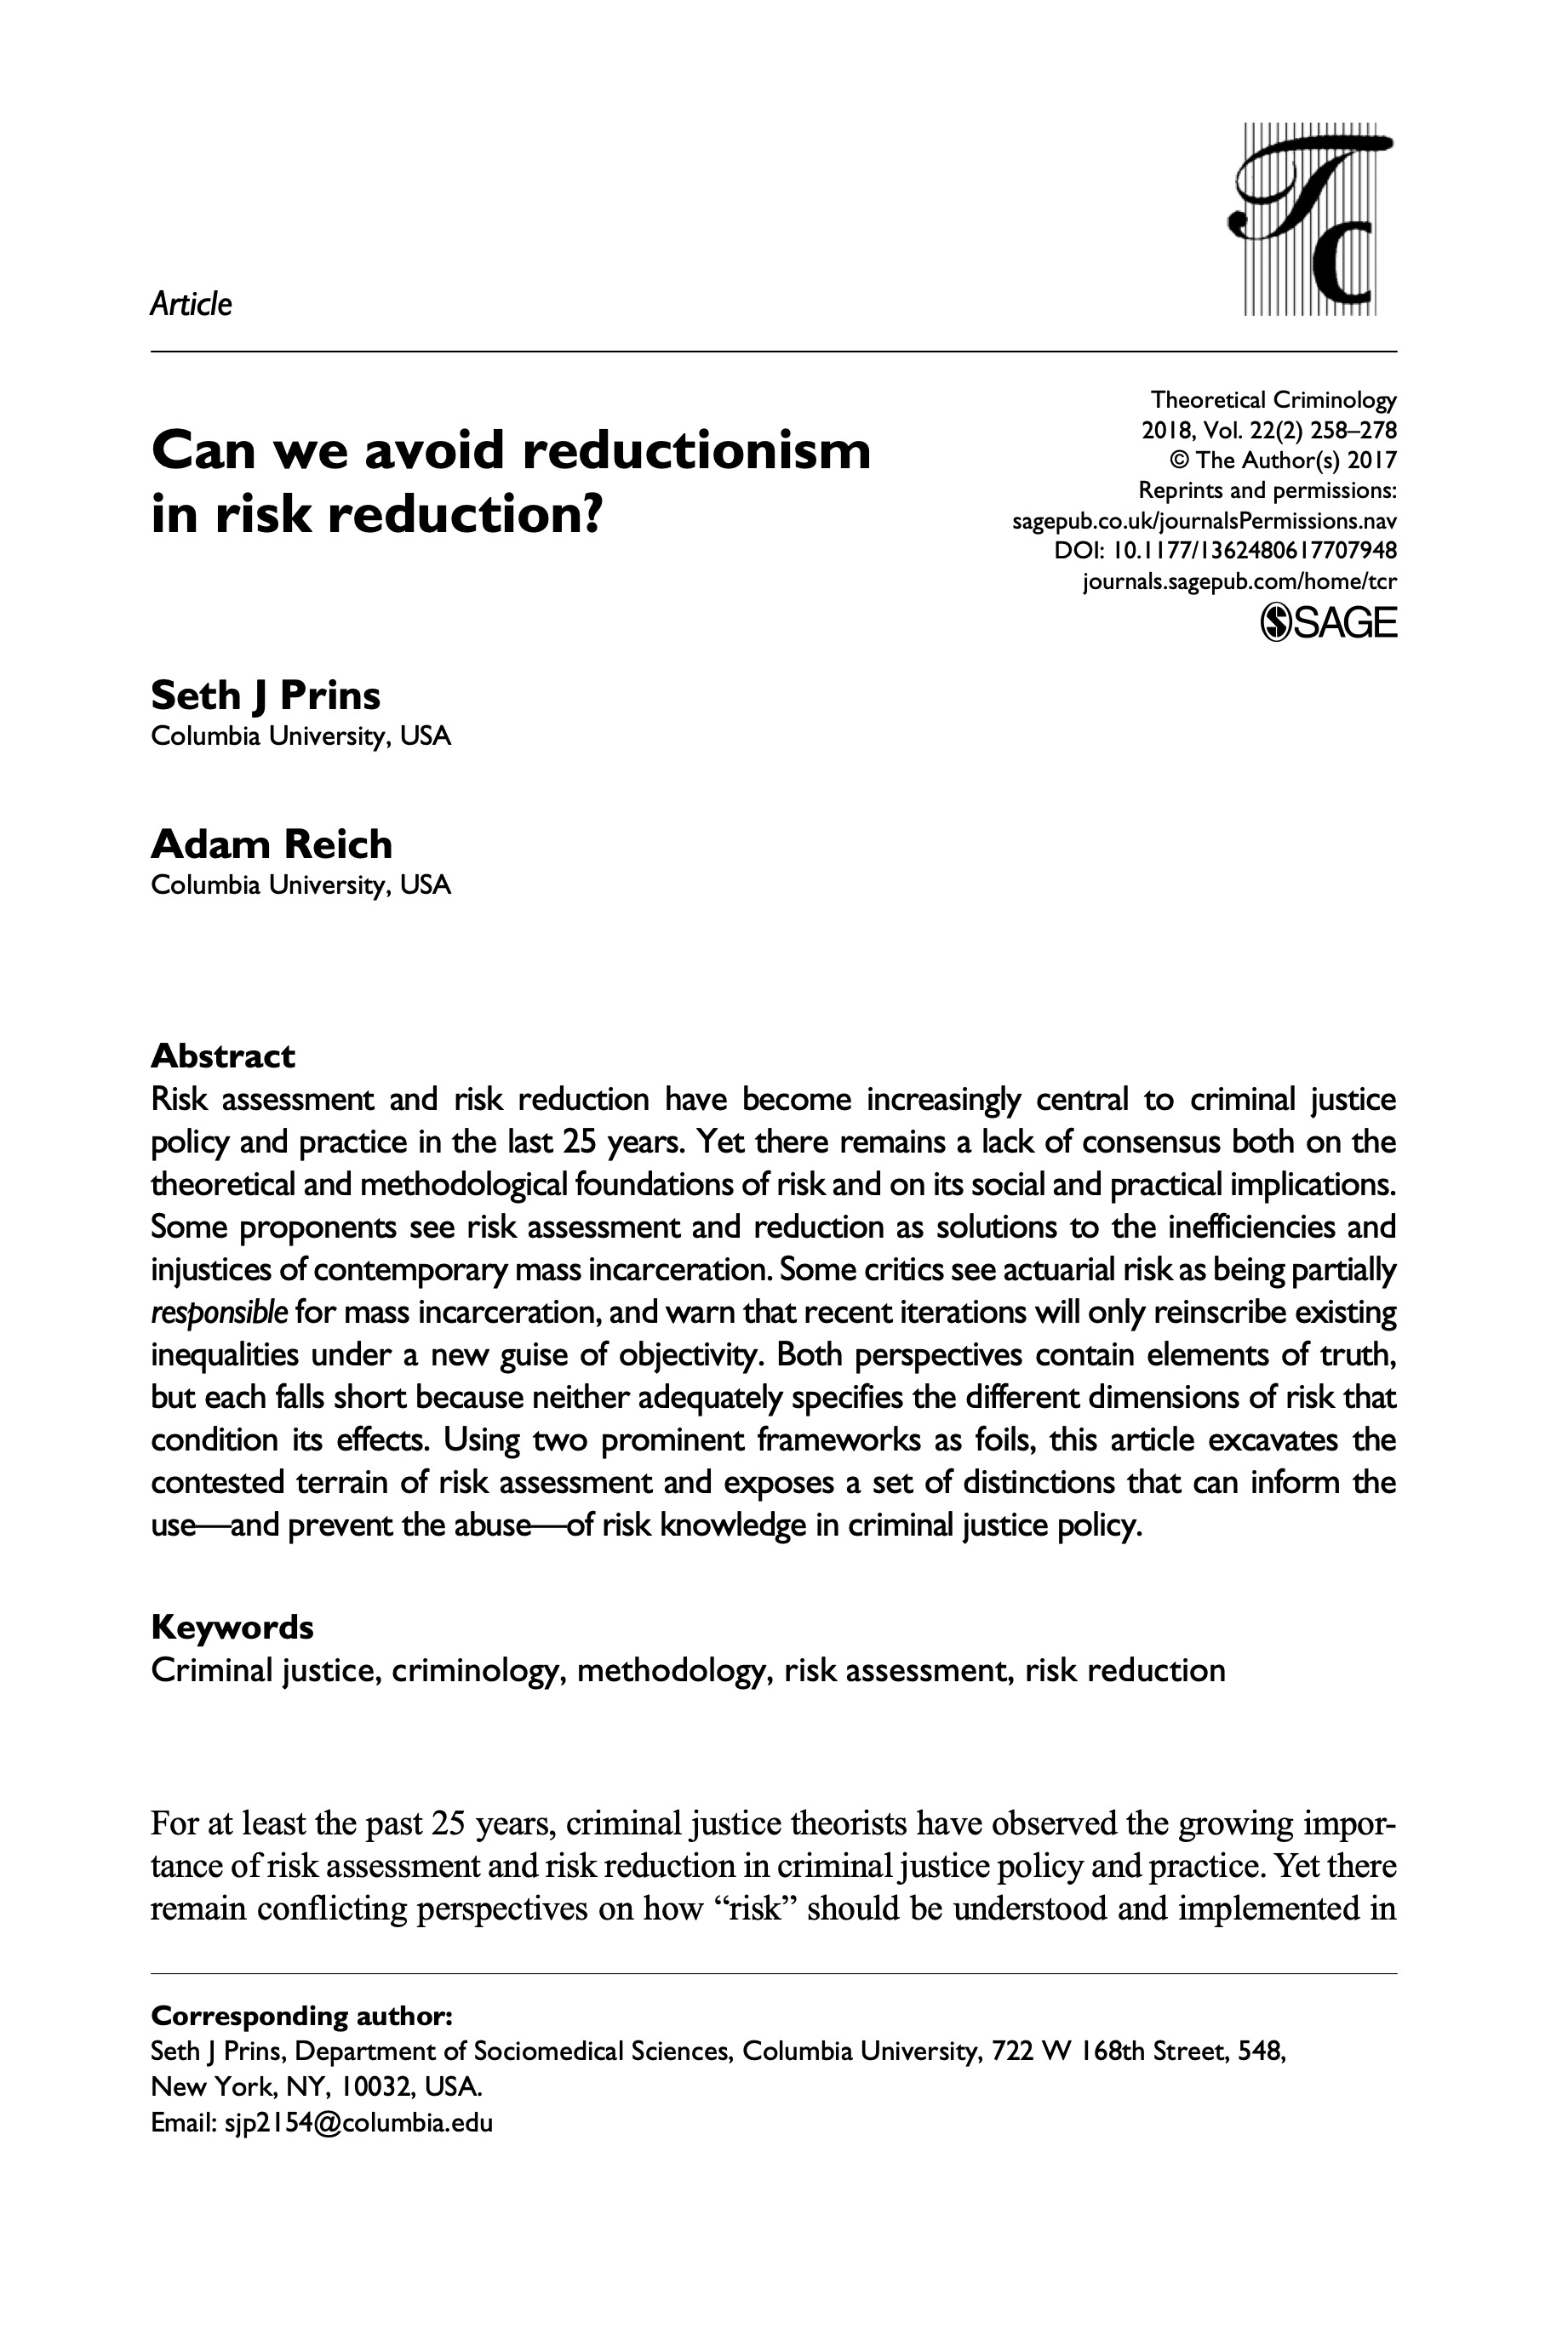 Tc
Article
Theoretical Criminology
2018, Vol. 22(2) 258–278
© The Author(s) 2017
Reprints and permissions:
sagepub.co.uk/journalsPermissions.nav
DOI: 10.1177/1362480617707948
journals.sagepub.com/home/tcr
SAGE
Can we avoid reductionism
in risk reduction?
Seth J Prins
Columbia University, USA
Adam Reich
Columbia University, USA
Abstract
Risk assessment and risk reduction have become increasingly central to criminal justice
policy and practice in the last 25 years. Yet there remains a lack of consensus both on the
theoretical and methodological foundations of risk and on its social and practical implications.
Some proponents see risk assessment and reduction as solutions to the inefficiencies and
injustices of contemporary mass incarceration. Some critics see actuarial risk as being partially
responsible for mass incarceration, and warn that recent iterations will only reinscribe existing
inequalities under a new guise of objectivity. Both perspectives contain elements of truth,
but each falls short because neither adequately specifies the different dimensions of risk that
condition its effects. Using two prominent frameworks as foils, this article excavates the
contested terrain of risk assessment and exposes a set of distinctions that can inform the
use—and prevent the abuse—of risk knowledge in criminal justice policy.
Keywords
Criminal justice, criminology, methodology, risk assessment, risk reduction
For at least the past 25 years, criminal justice theorists have observed the growing impor-
tance of risk assessment and risk reduction in criminal justice policy and practice. Yet there
remain conflicting perspectives on how “risk” should be understood and implemented in
Corresponding author:
Seth J Prins, Department of Sociomedical Sciences, Columbia University, 722 W 168th Street, 548,
New York, NY, 10032, USA.
Email: sjp2154@columbia.edu